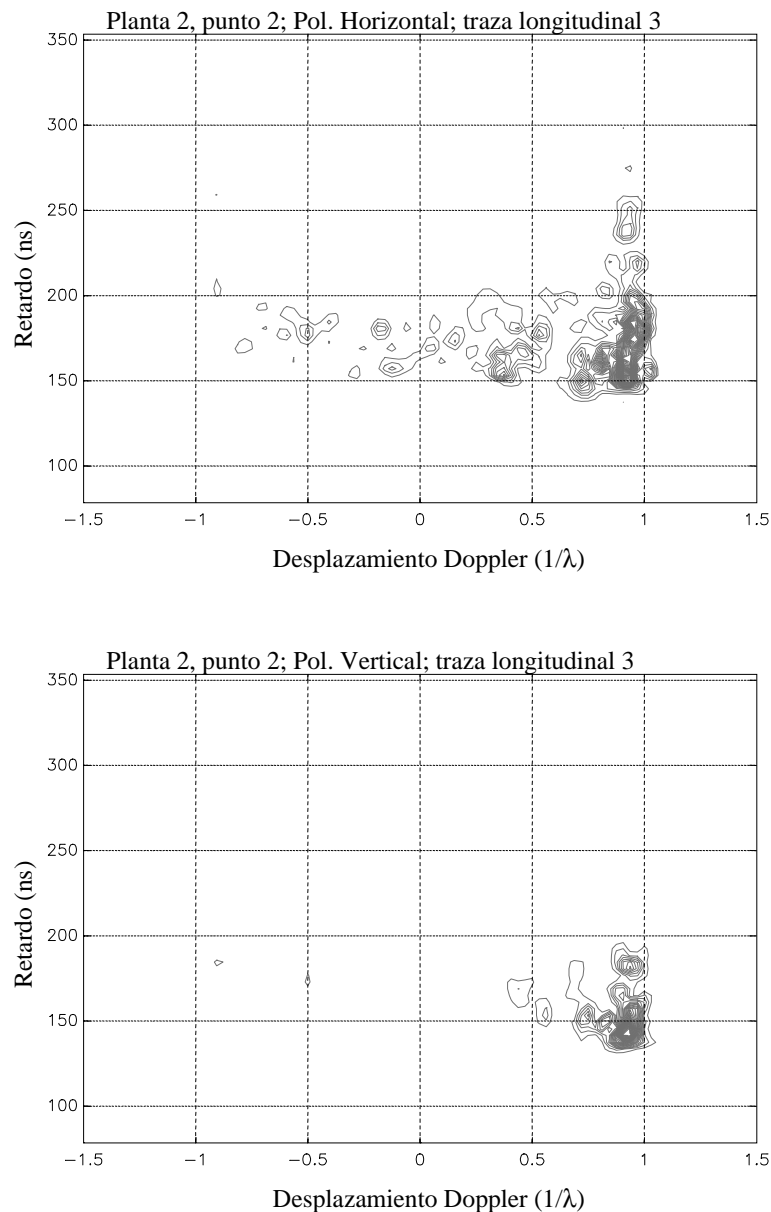 Planta 2, punto 2; Pol. Horizontal; traza longitudinal 3
350
300
250
200
150
100
Retardo (ns)
−1.5 −1 −0.5 0 0.5 1 1.5
Desplazamiento Doppler (1/λ)
Planta 2, punto 2; Pol. Vertical; traza longitudinal 3
350
300
250
200
150
100
Retardo (ns)
−1.5 −1 −0.5 0 0.5 1 1.5
Desplazamiento Doppler (1/λ)